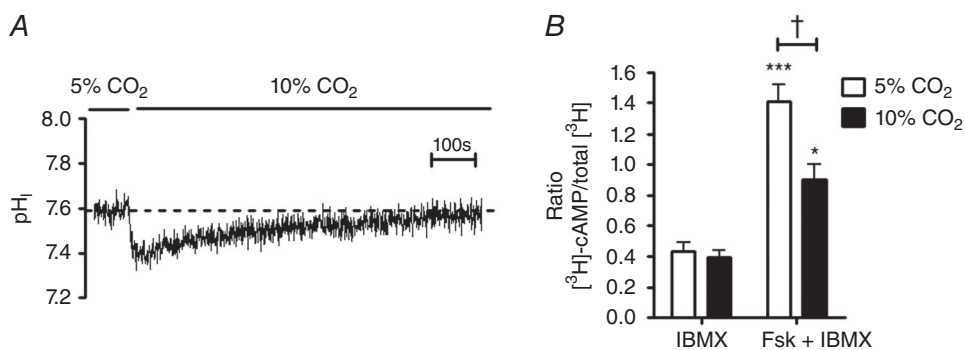 A
5% CO₂ 10% CO₂
8.0
7.8
7.6
7.4
7.2
pHᵢ
100s
B
†
1.6
1.4
1.2
1.0
0.8
0.6
0.4
0.2
0.0
Ratio
[³H]-cAMP/total [³H]
***
*
5% CO₂
10% CO₂
IBMX Fsk + IBMX